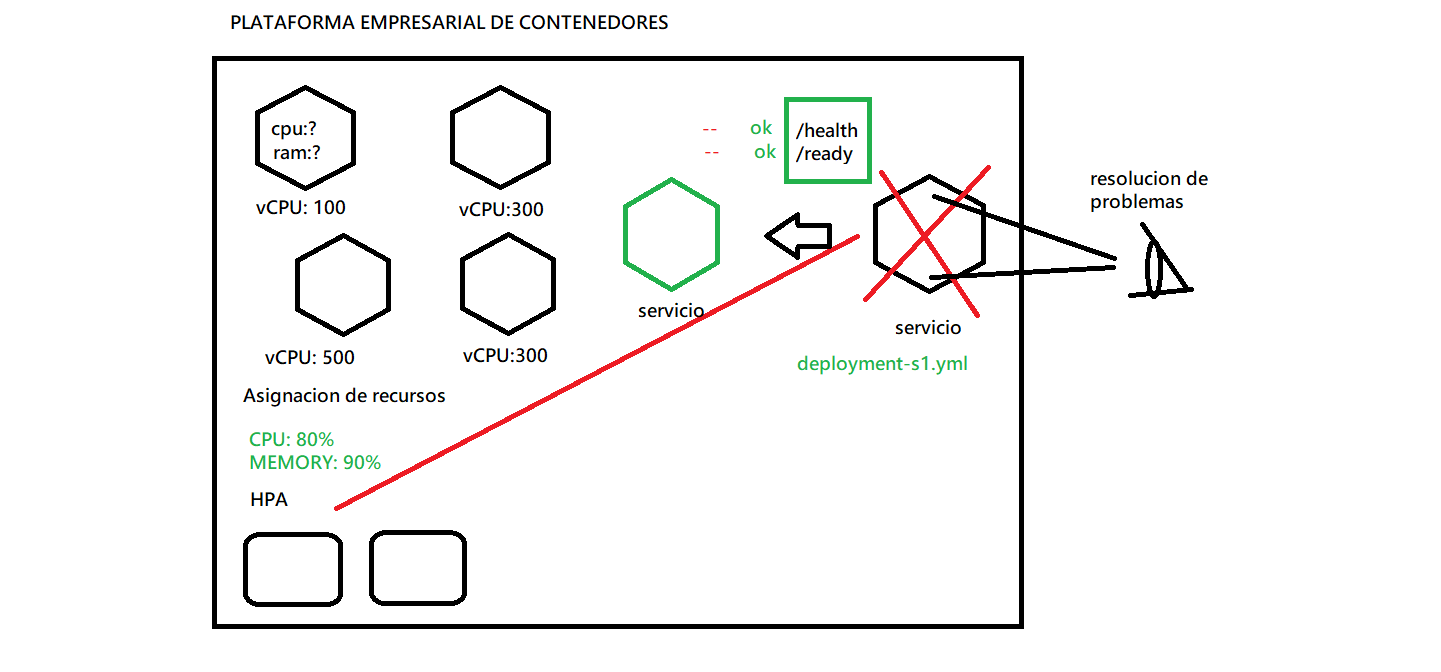 PLATAFORMA EMPRESARIAL DE CONTENEDORES
cpu:?
ram:?
vCPU: 100
vCPU:300
vCPU: 500
vCPU:300
Asignacion de recursos
CPU: 80%
MEMORY: 90%
HPA
-- ok /health
-- ok /ready
servicio
servicio
deployment-s1.yml
resolucion de
problemas